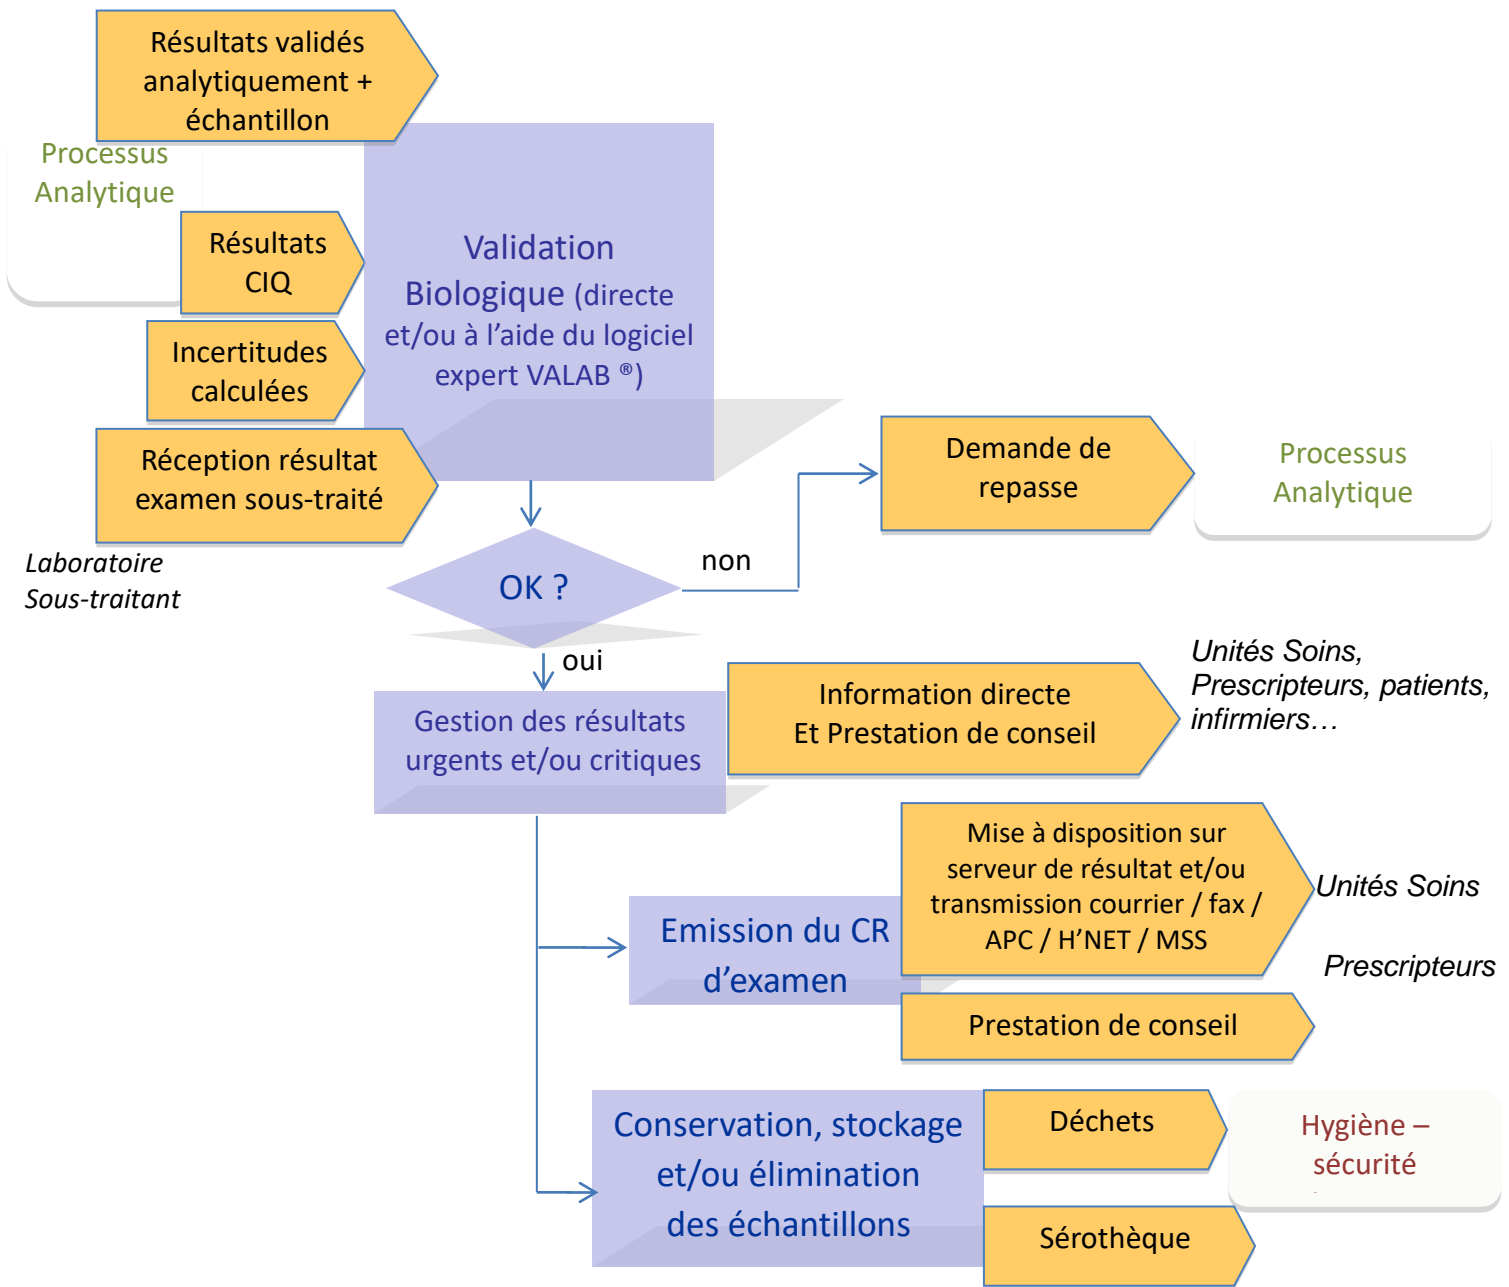 Résultats validés
analytiquement +
échantillon
Processus
Analytique
Résultats
CIQ
Incertitudes
calculées
Réception résultat
examen sous-traité
Laboratoire
Sous-traitant
Validation
Biologique (directe
et/ou à l’aide du logiciel
expert VALAB ®)
Demande de
repasse
Processus
Analytique
OK ?
non
oui
Gestion des résultats
urgents et/ou critiques
Information directe
Et Prestation de conseil
Unités Soins,
Prescripteurs, patients,
infirmiers…
Emission du CR
d’examen
Mise à disposition sur
serveur de résultat et/ou
transmission courrier / fax /
APC / H’NET / MSS
Unités Soins
Prescripteurs
Prestation de conseil
Conservation, stockage
et/ou élimination
des échantillons
Déchets
Hygiène –
sécurité
Sérothèque